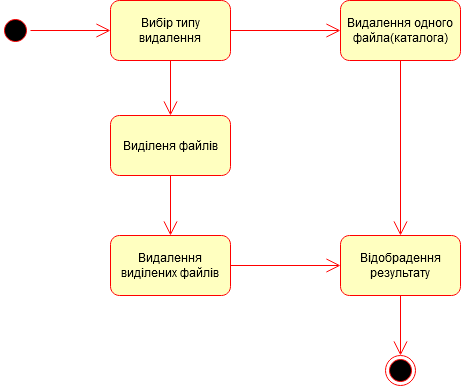 Вибір типу
видалення
Видалення одного
файла(каталога)
Виділеня файлів
Видалення
виділених файлів
Відобрадення
результату